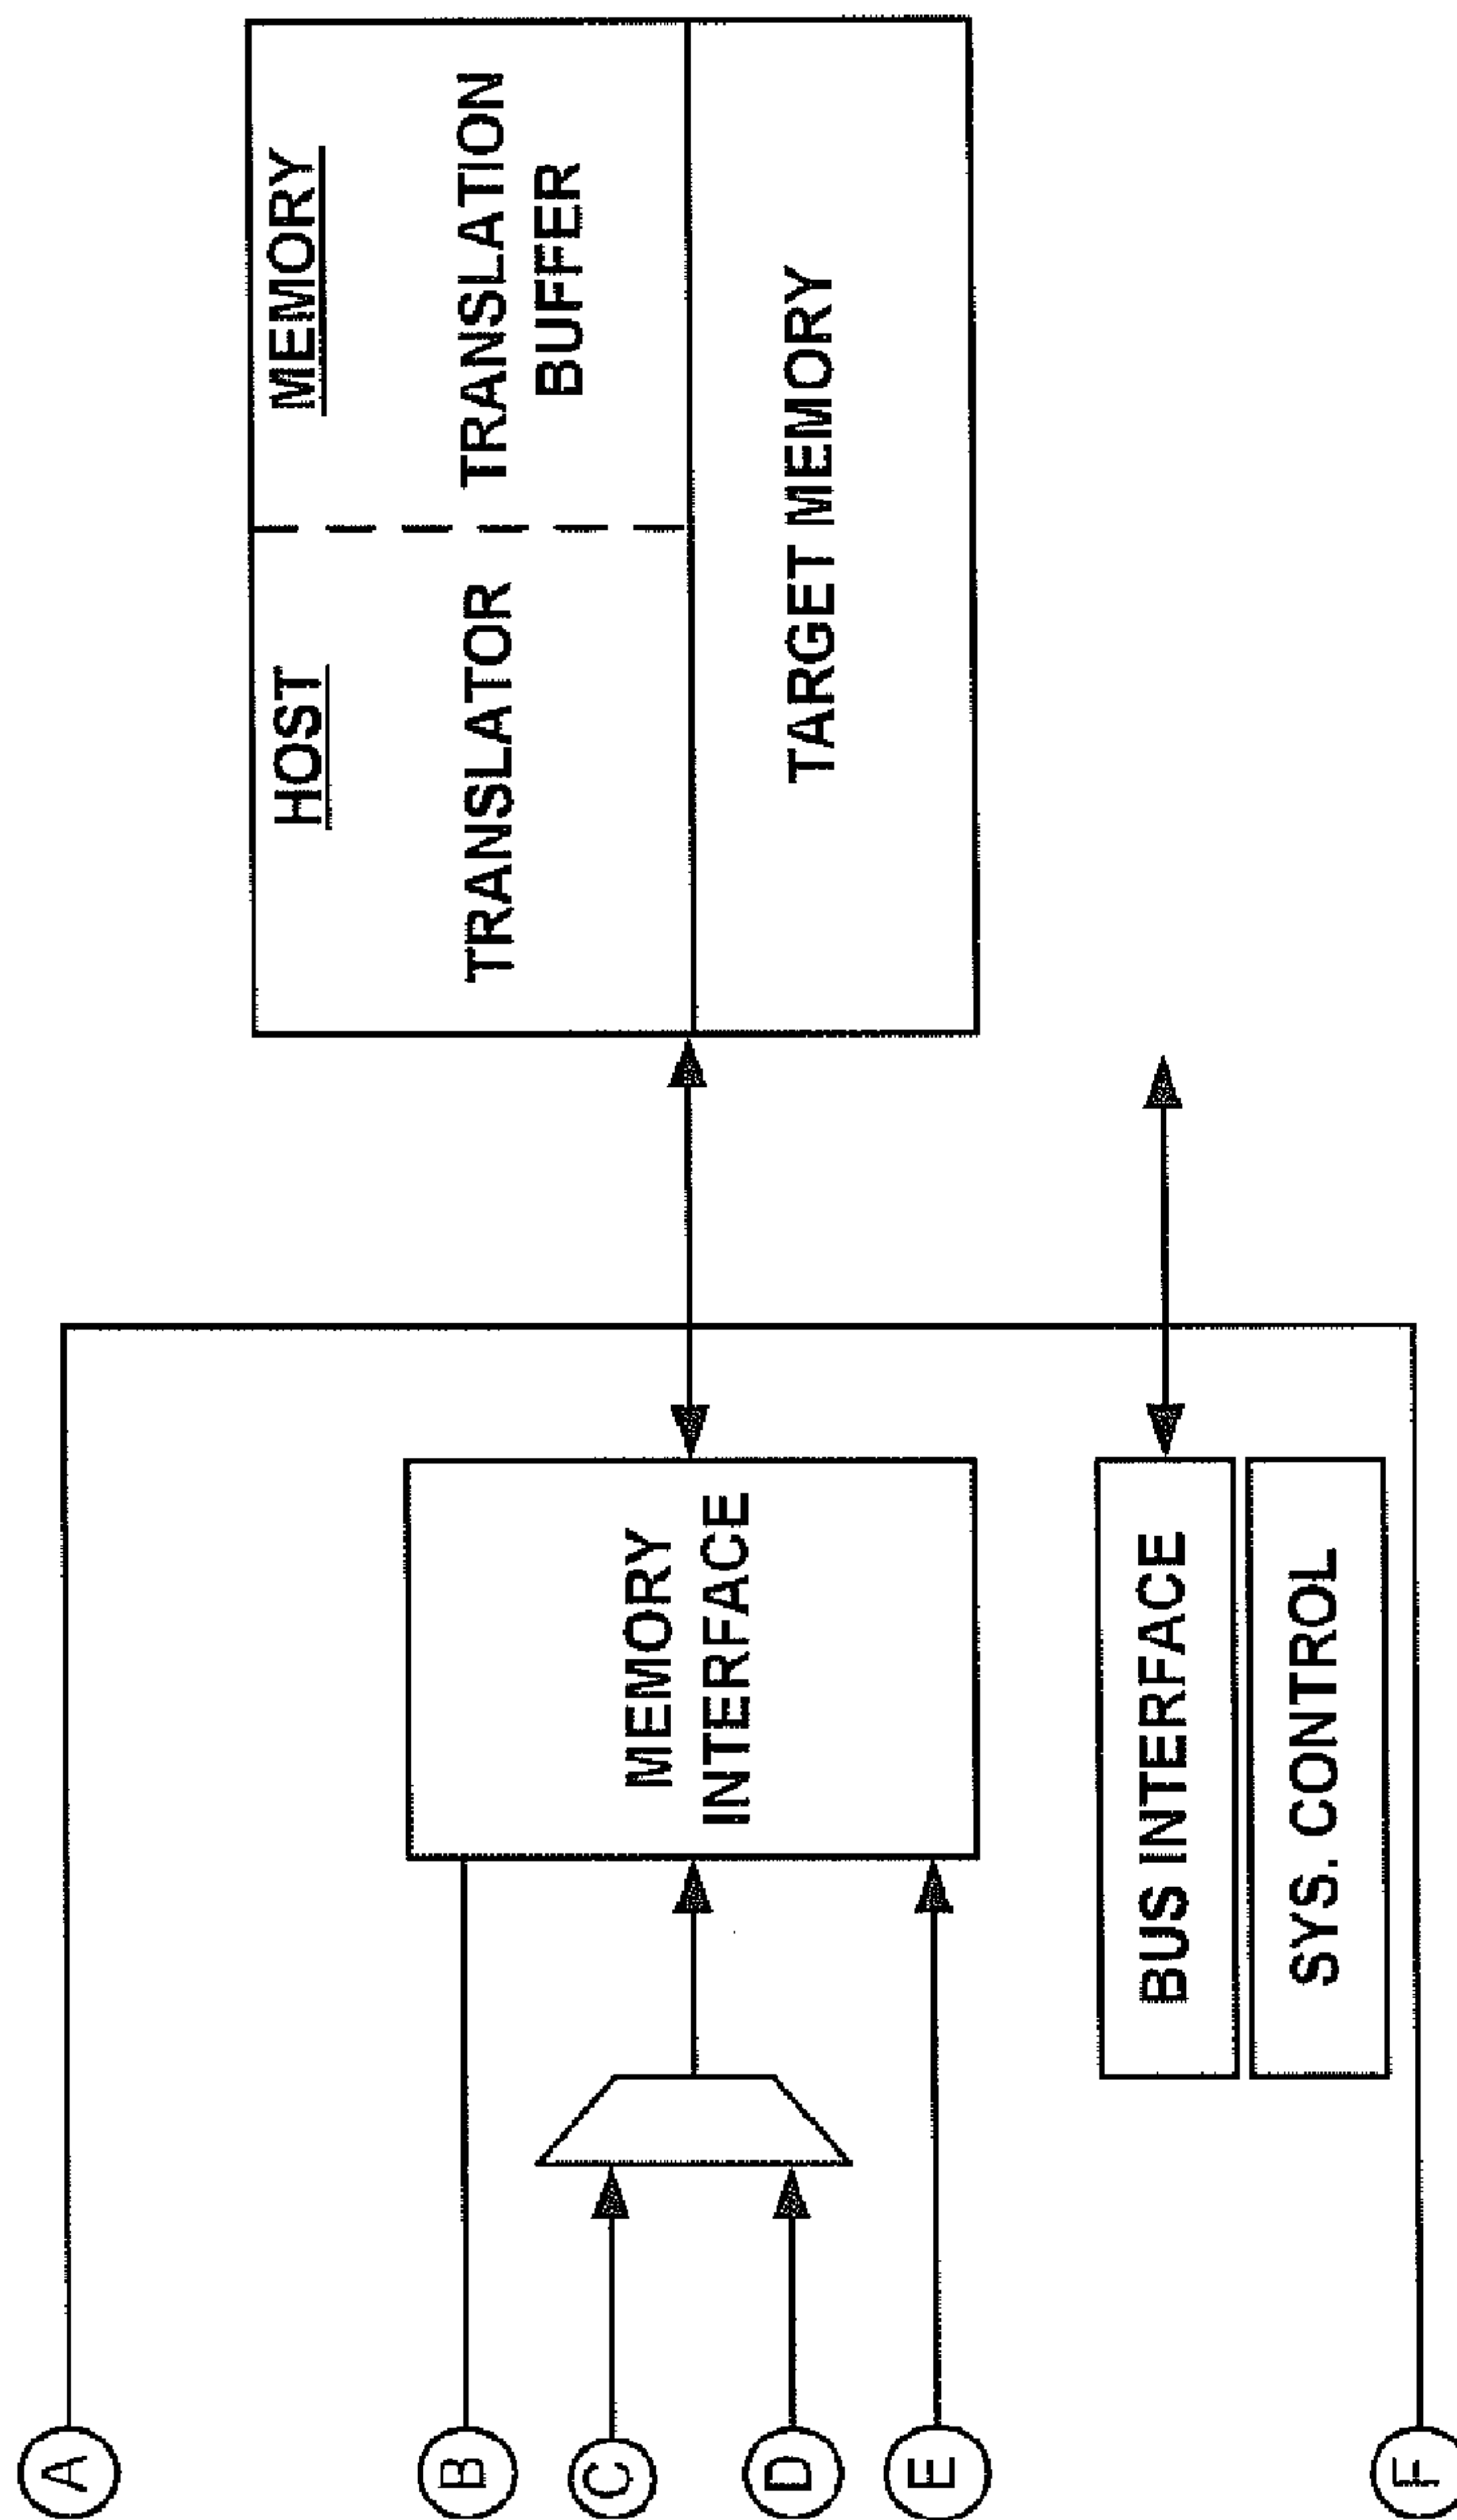 HOST MEMORY
TRANSLATOR
TRANSLATION
BUFFER
TARGET MEMORY
MEMORY
INTERFACE
BUS INTERFACE
SYS. CONTROL
A
B
C
D
E
F